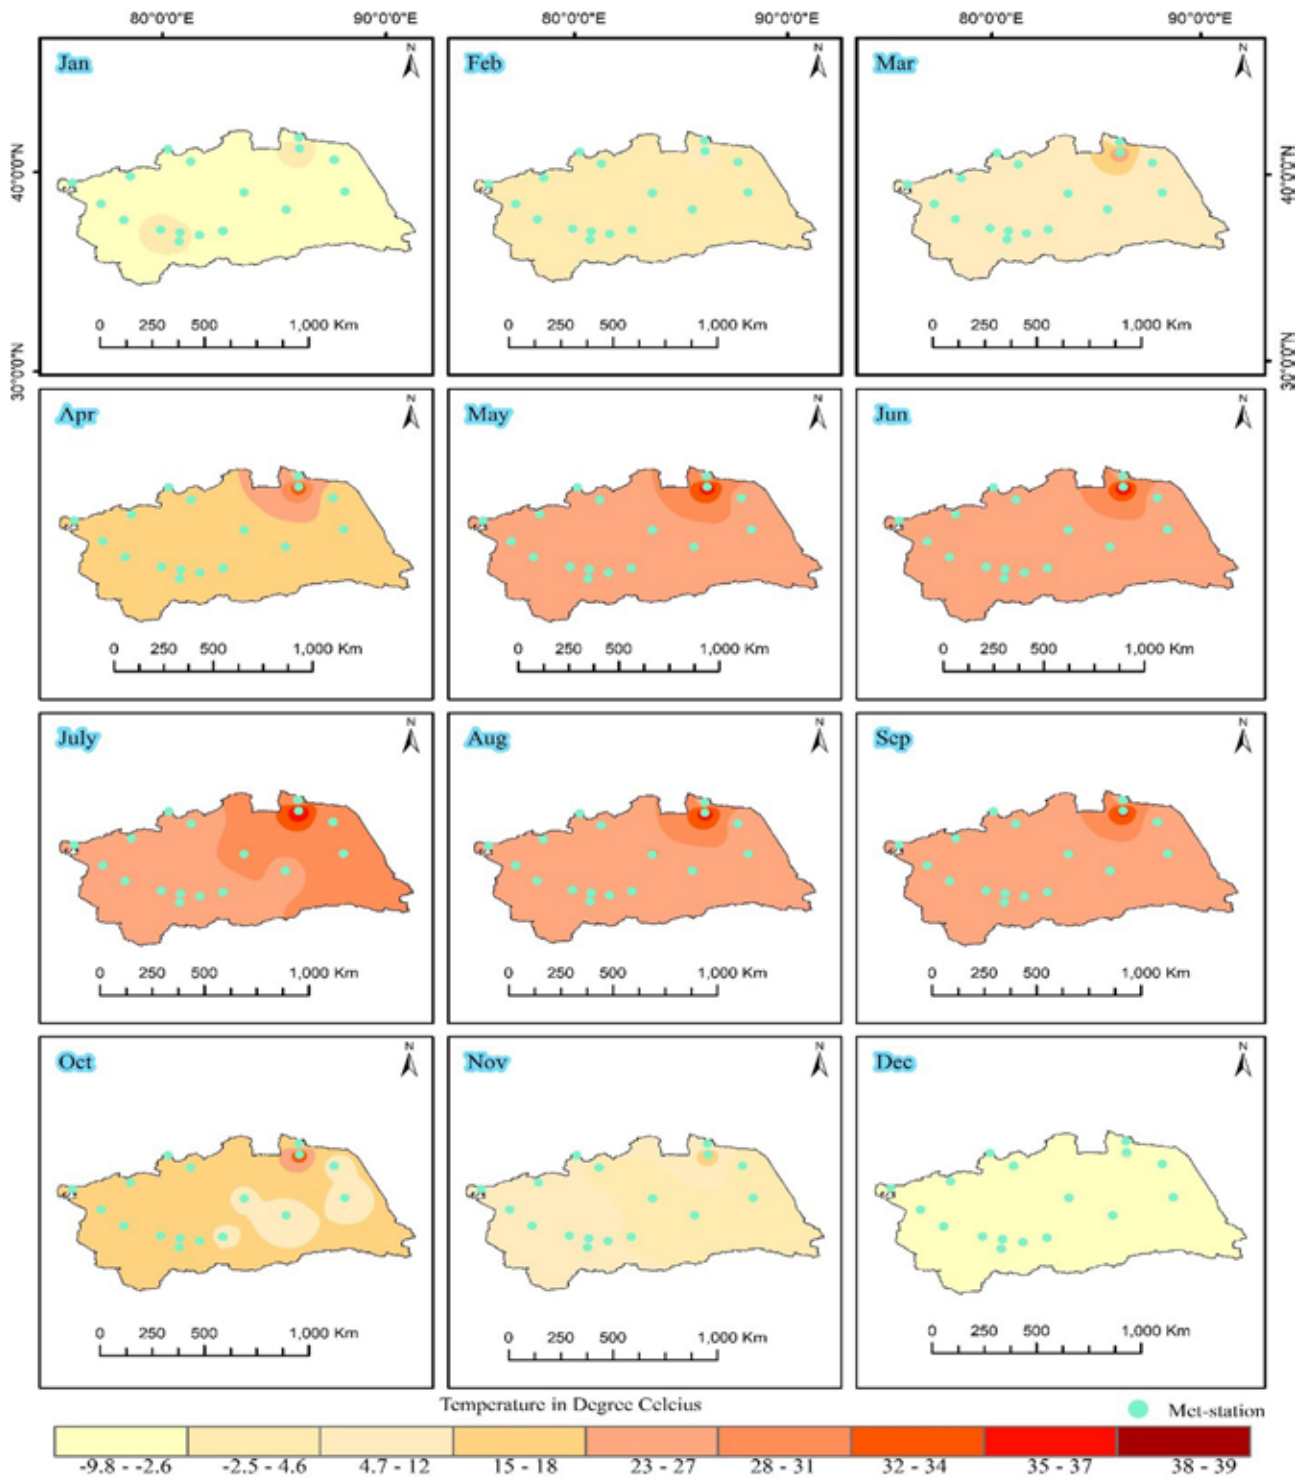 80°0'0"E 90°0'0"E 80°0'0"E 90°0'0"E 80°0'0"E 90°0'0"E
Jan N Feb N Mar N
40°0'0"N 40°0'0"N
0 250 500 1,000 Km 0 250 500 1,000 Km 0 250 500 1,000 Km
30°0'0"N 30°0'0"N
Apr N May N Jun N
0 250 500 1,000 Km 0 250 500 1,000 Km 0 250 500 1,000 Km
July N Aug N Sep N
0 250 500 1,000 Km 0 250 500 1,000 Km 0 250 500 1,000 Km
Oct N Nov N Dec N
0 250 500 1,000 Km 0 250 500 1,000 Km 0 250 500 1,000 Km
Temperature in Degree Celcius Met-station
-9.8 - -2.6 -2.5 - 4.6 4.7 - 12 15 - 18 23 - 27 28 - 31 32 - 34 35 - 37 38 - 39